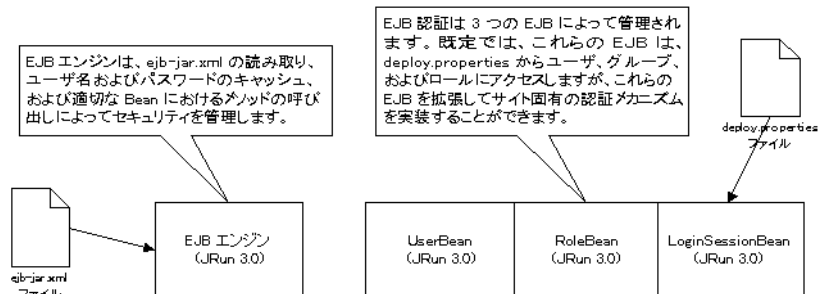 EJB エンジンは、ejb-jar.xml の読み取り、
ユーザ名およびパスワードのキャッシュ、
および適切な Bean におけるメソッドの呼び
出しによってセキュリティを管理します。
EJB 認証は 3 つの EJB によって管理され
ます。既定では、これらの EJB は、
deploy.properties からユーザ、グループ、
およびロールにアクセスしますが、これらの
EJB を拡張してサイト固有の認証メカニズム
を実装することができます。
deploy.properties
ファイル
ejb-jar.xml
ファイル
EJB エンジン
(JRun 3.0)
UserBean
(JRun 3.0)
RoleBean
(JRun 3.0)
LoginSessionBean
(JRun 3.0)